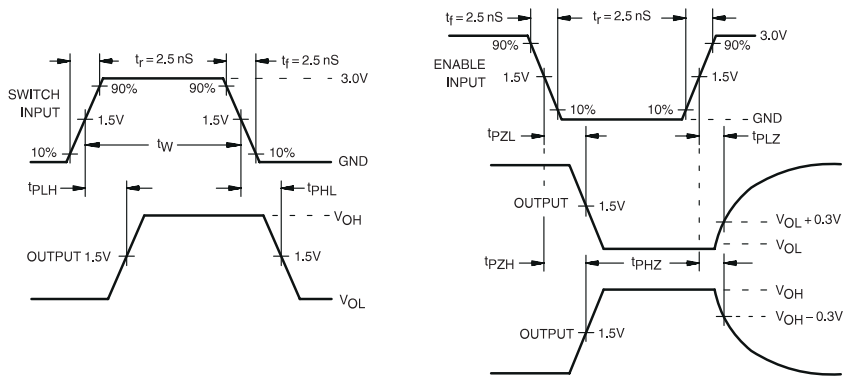 tr = 2.5 nS
tf = 2.5 nS
3.0V
SWITCH
INPUT
90%
90%
1.5V
1.5V
tW
10%
10%
GND
tPLH
tPHL
VOH
OUTPUT
1.5V
1.5V
VOL
tf = 2.5 nS
tr = 2.5 nS
3.0V
90%
90%
ENABLE
INPUT
1.5V
1.5V
10%
10%
GND
tPZL
tPLZ
OUTPUT
1.5V
VOL + 0.3V
VOL
tPZH
tPHZ
VOH
VOH – 0.3V
OUTPUT
1.5V